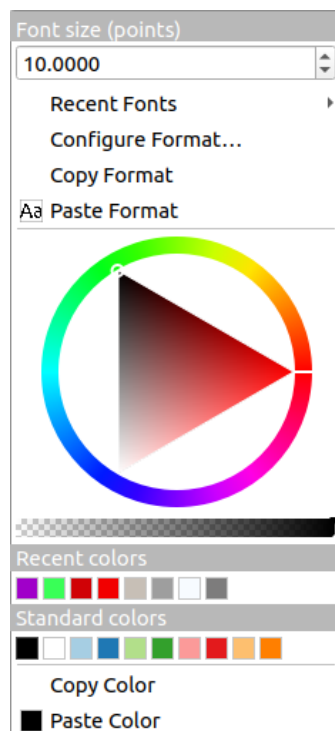 Font size (points)
10.0000
Recent Fonts
Configure Format...
Copy Format
Aa Paste Format
Recent colors
Standard colors
Copy Color
Paste Color